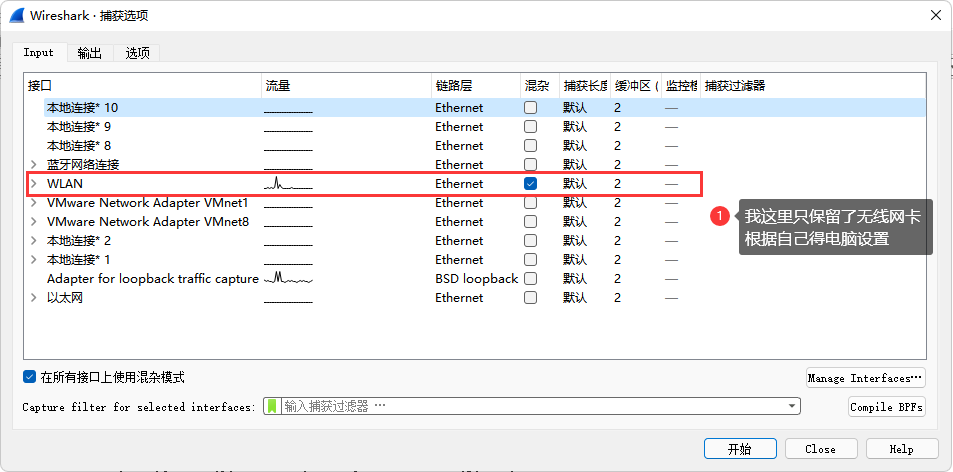 Wireshark · 捕获选项
Input 输出 选项
接口 流量 链路层 混杂 捕获长度 缓冲区 ( 监控模 捕获过滤器
本地连接* 10 Ethernet 默认 2 —
本地连接* 9 Ethernet 默认 2 —
本地连接* 8 Ethernet 默认 2 —
蓝牙网络连接 Ethernet 默认 2 —
WLAN Ethernet 默认 2 —
VMware Network Adapter VMnet1 Ethernet 默认 2 —
VMware Network Adapter VMnet8 Ethernet 默认 2 —
本地连接* 2 Ethernet 默认 2 —
本地连接* 1 Ethernet 默认 2 —
Adapter for loopback traffic capture BSD loopback 默认 2 —
以太网 Ethernet 默认 2 —
1 我这里只保留了无线网卡
根据自己得电脑设置
在所有接口上使用混杂模式
Manage Interfaces…
Capture filter for selected interfaces: 输入捕获过滤器 …
Compile BPFs
开始 Close Help